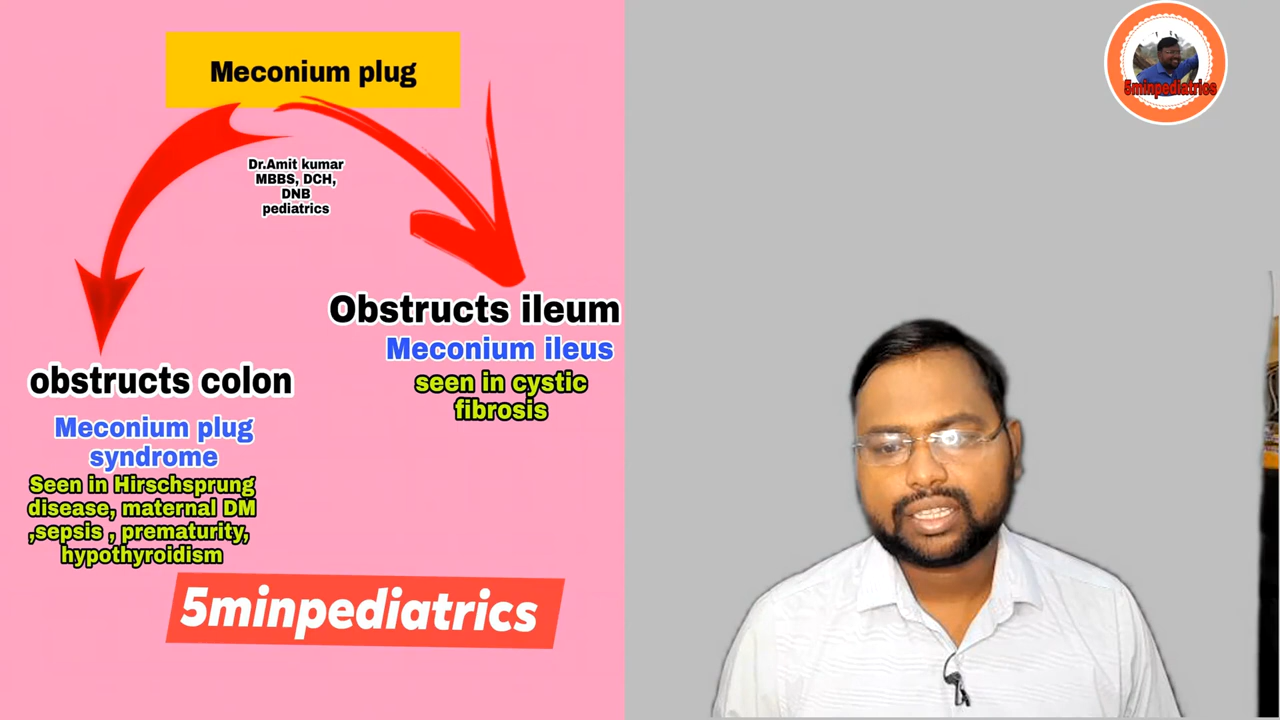 Meconium plug
Dr.Amit kumar
MBBS, DCH,
DNB
pediatrics
Obstructs ileum
Meconium ileus
seen in cystic
fibrosis
obstructs colon
Meconium plug
syndrome
Seen in Hirschsprung
disease, maternal DM
,sepsis , prematurity,
hypothyroidism
5minpediatrics
5minpediatrics